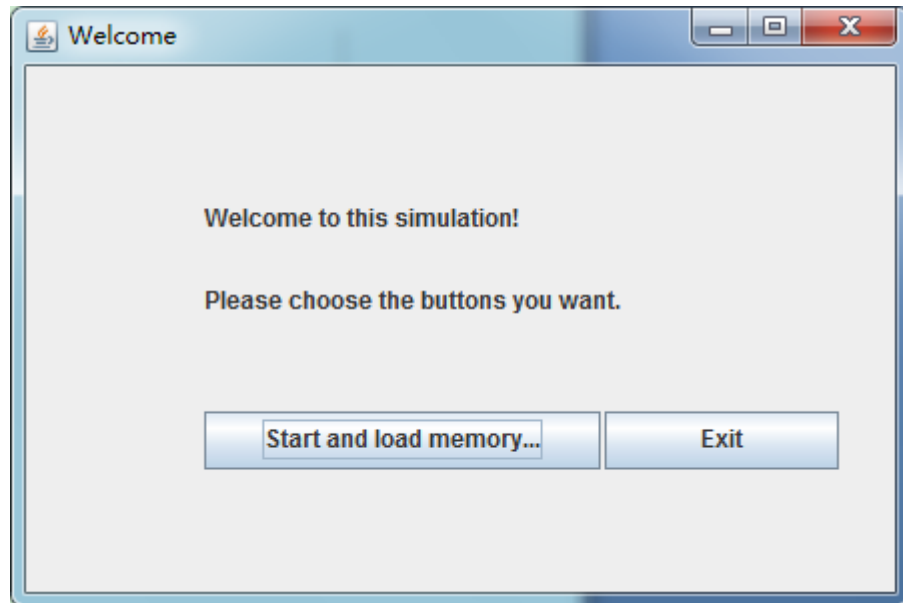 Welcome
Welcome to this simulation!
Please choose the buttons you want.
Start and load memory... Exit